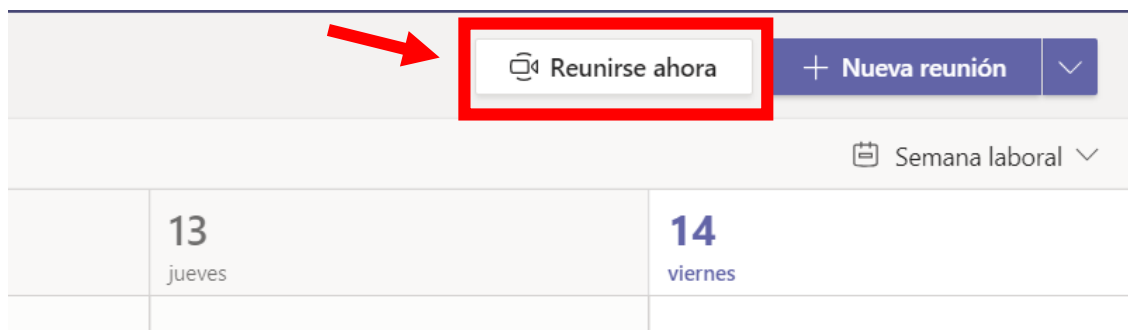 Reunirse ahora
+ Nueva reunión
Semana laboral
13
jueves
14
viernes